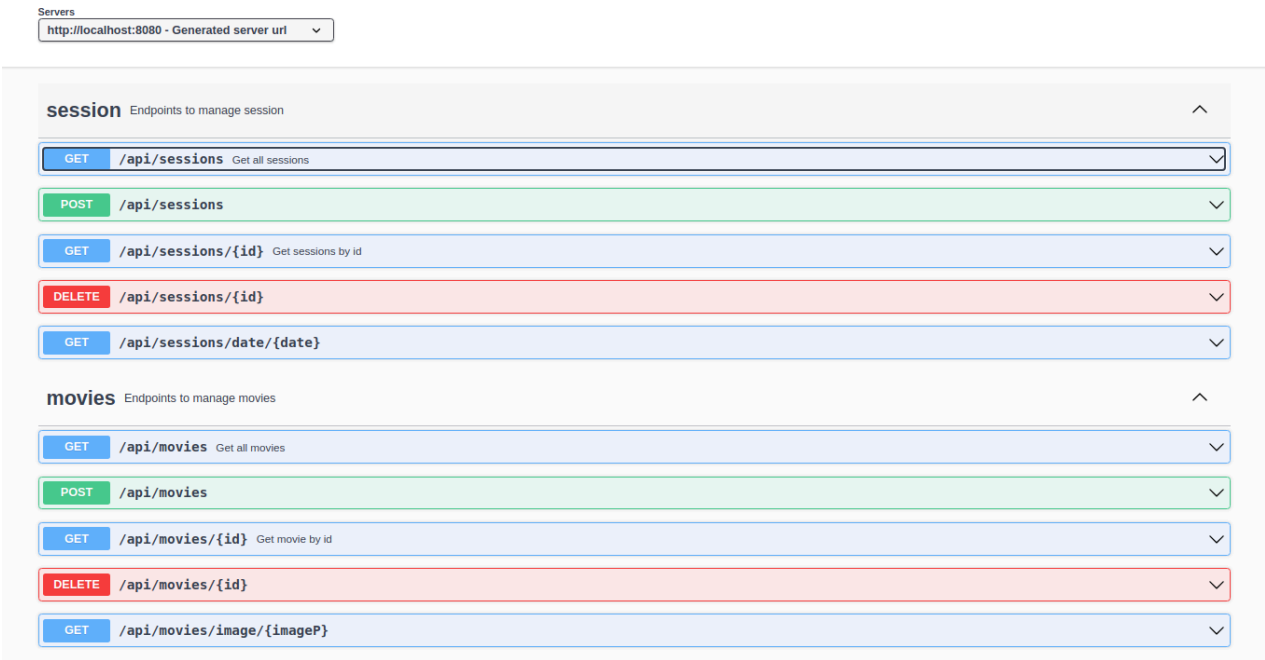 Servers
http://localhost:8080 - Generated server url
session Endpoints to manage session
GET /api/sessions Get all sessions
POST /api/sessions
GET /api/sessions/{id} Get sessions by id
DELETE /api/sessions/{id}
GET /api/sessions/date/{date}
movies Endpoints to manage movies
GET /api/movies Get all movies
POST /api/movies
GET /api/movies/{id} Get movie by id
DELETE /api/movies/{id}
GET /api/movies/image/{imageP}